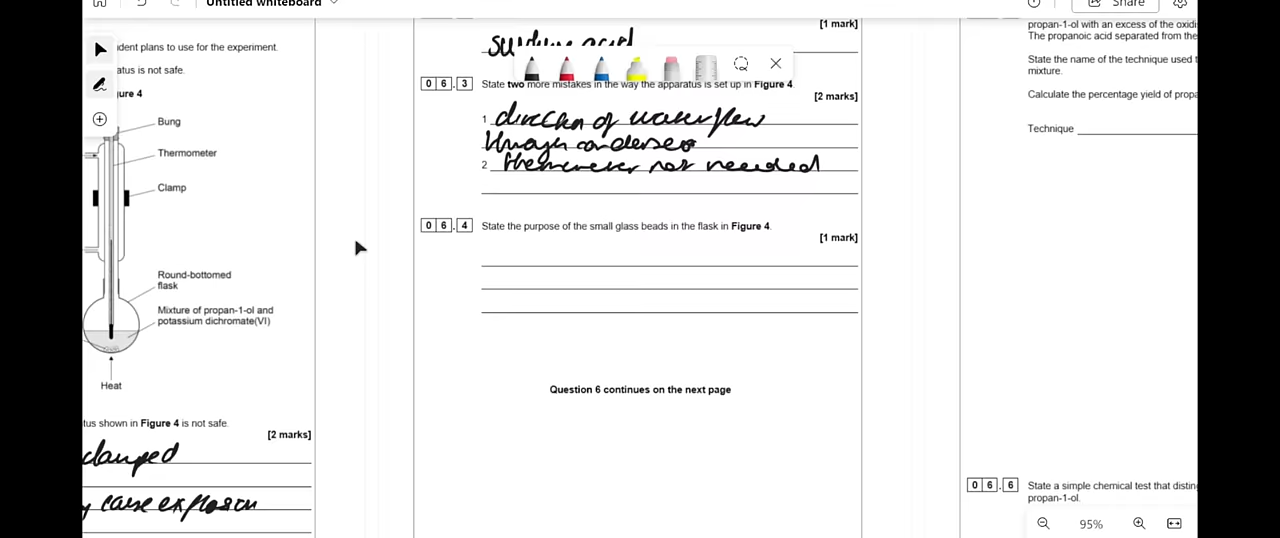 Untitled whiteboard
Share
dent plans to use for the experiment.
atus is not safe.
ure 4
Bung
Thermometer
Clamp
Round-bottomed
flask
Mixture of propan-1-ol and
potassium dichromate(VI)
Heat
tus shown in Figure 4 is not safe.
[2 marks]
clamped
y cause explosion
[1 mark]
acid
0 6 . 3 State two more mistakes in the way the apparatus is set up in Figure 4.
[2 marks]
1 direction of water flow
through condenser
2 thermometer not needed
0 6 . 4 State the purpose of the small glass beads in the flask in Figure 4.
[1 mark]
Question 6 continues on the next page
propan-1-ol with an excess of the oxidi
The propanoic acid separated from the
State the name of the technique used t
mixture.
Calculate the percentage yield of propa
Technique
0 6 . 6 State a simple chemical test that disting
propan-1-ol.
95%